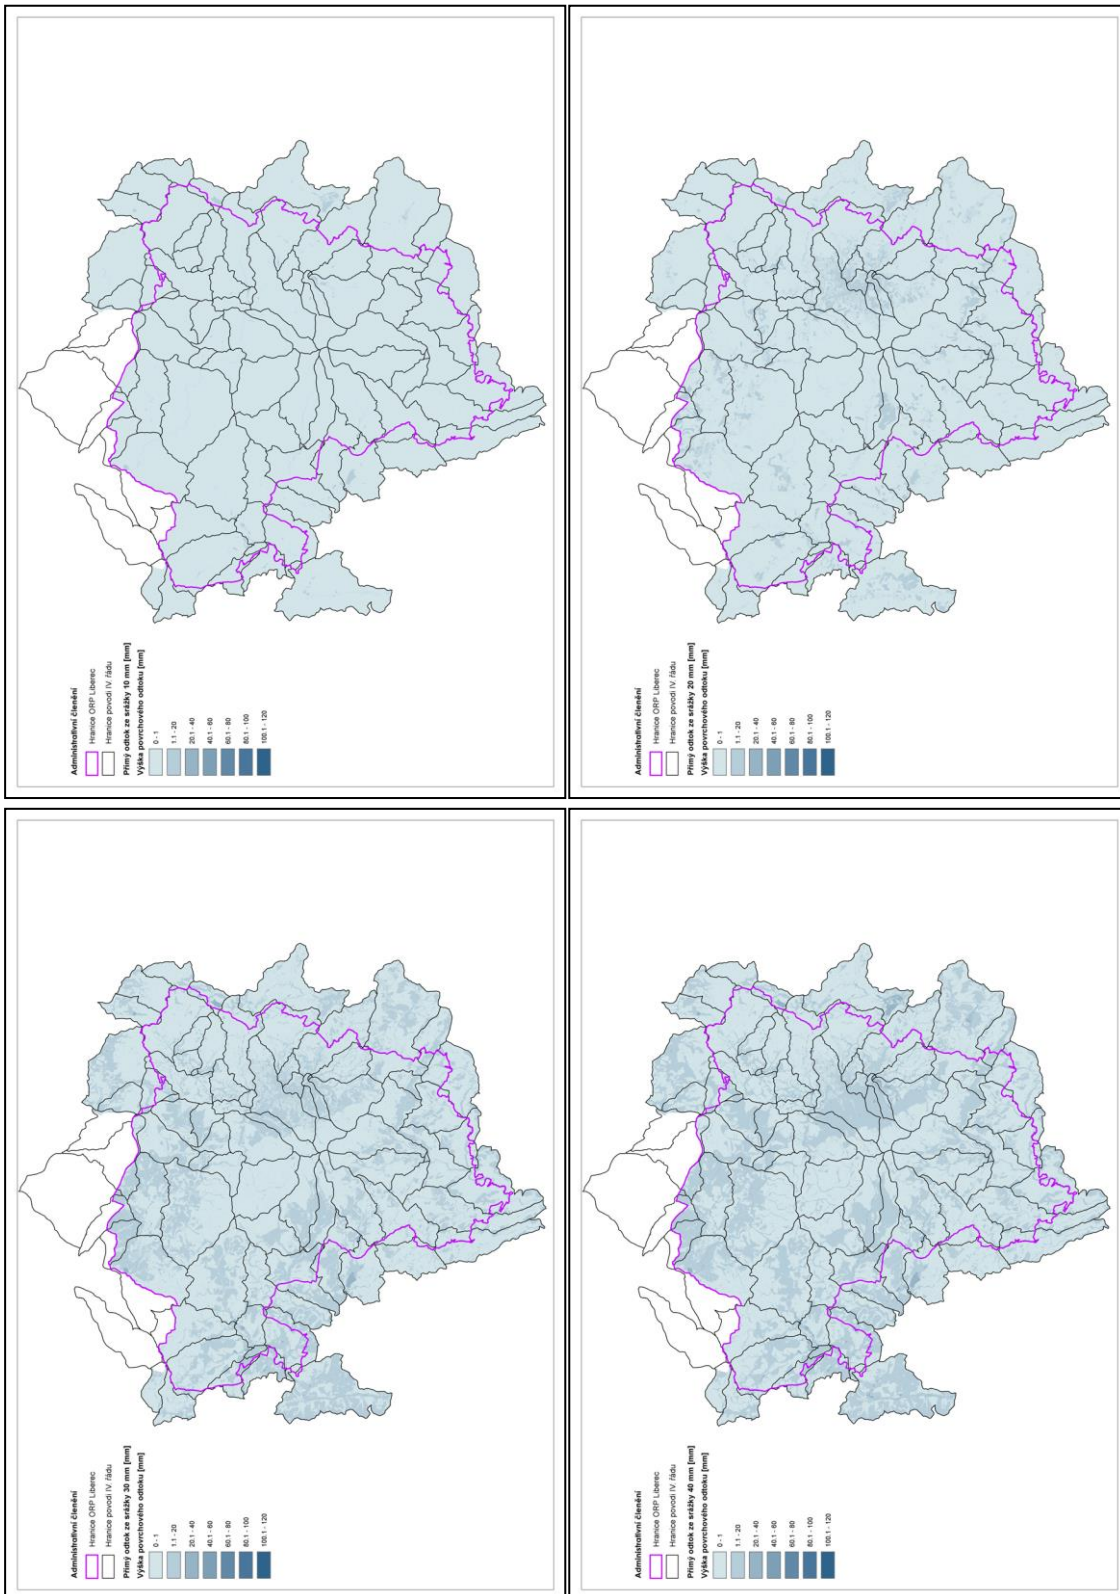 Administrativní členění
Hranice ORP Liberec
Hranice povodí IV. řádu
Přímý odtok ze srážky 10 mm [mm]
Výška povrchového odtoku [mm]
0 - 1
1.1 - 20
20.1 - 40
40.1 - 60
60.1 - 80
80.1 - 100
100.1 - 120
Administrativní členění
Hranice ORP Liberec
Hranice povodí IV. řádu
Přímý odtok ze srážky 20 mm [mm]
Výška povrchového odtoku [mm]
0 - 1
1.1 - 20
20.1 - 40
40.1 - 60
60.1 - 80
80.1 - 100
100.1 - 120
Administrativní členění
Hranice ORP Liberec
Hranice povodí IV. řádu
Přímý odtok ze srážky 30 mm [mm]
Výška povrchového odtoku [mm]
0 - 1
1.1 - 20
20.1 - 40
40.1 - 60
60.1 - 80
80.1 - 100
100.1 - 120
Administrativní členění
Hranice ORP Liberec
Hranice povodí IV. řádu
Přímý odtok ze srážky 40 mm [mm]
Výška povrchového odtoku [mm]
0 - 1
1.1 - 20
20.1 - 40
40.1 - 60
60.1 - 80
80.1 - 100
100.1 - 120